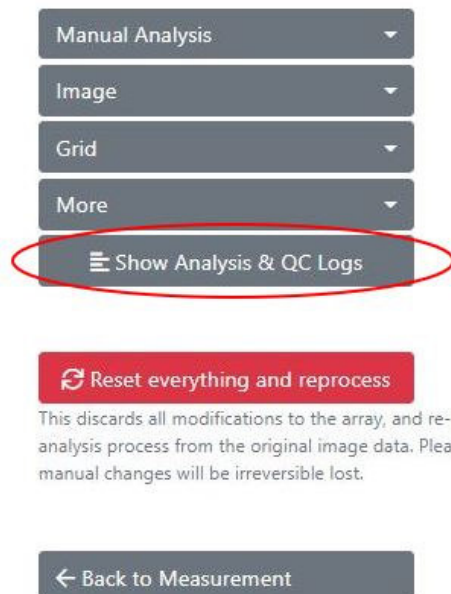 Manual Analysis
Image
Grid
More
Show Analysis & QC Logs
Reset everything and reprocess
This discards all modifications to the array, and re-
analysis process from the original image data.
manual changes will be irreversible lost.
Back to Measurement